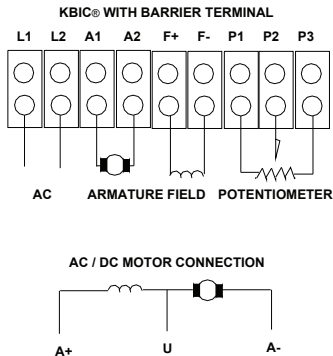 KBIC® WITH BARRIER TERMINAL
L1 L2 A1 A2 F+ F- P1 P2 P3
AC ARMATURE FIELD POTENTIOMETER
AC / DC MOTOR CONNECTION
A+ U A-